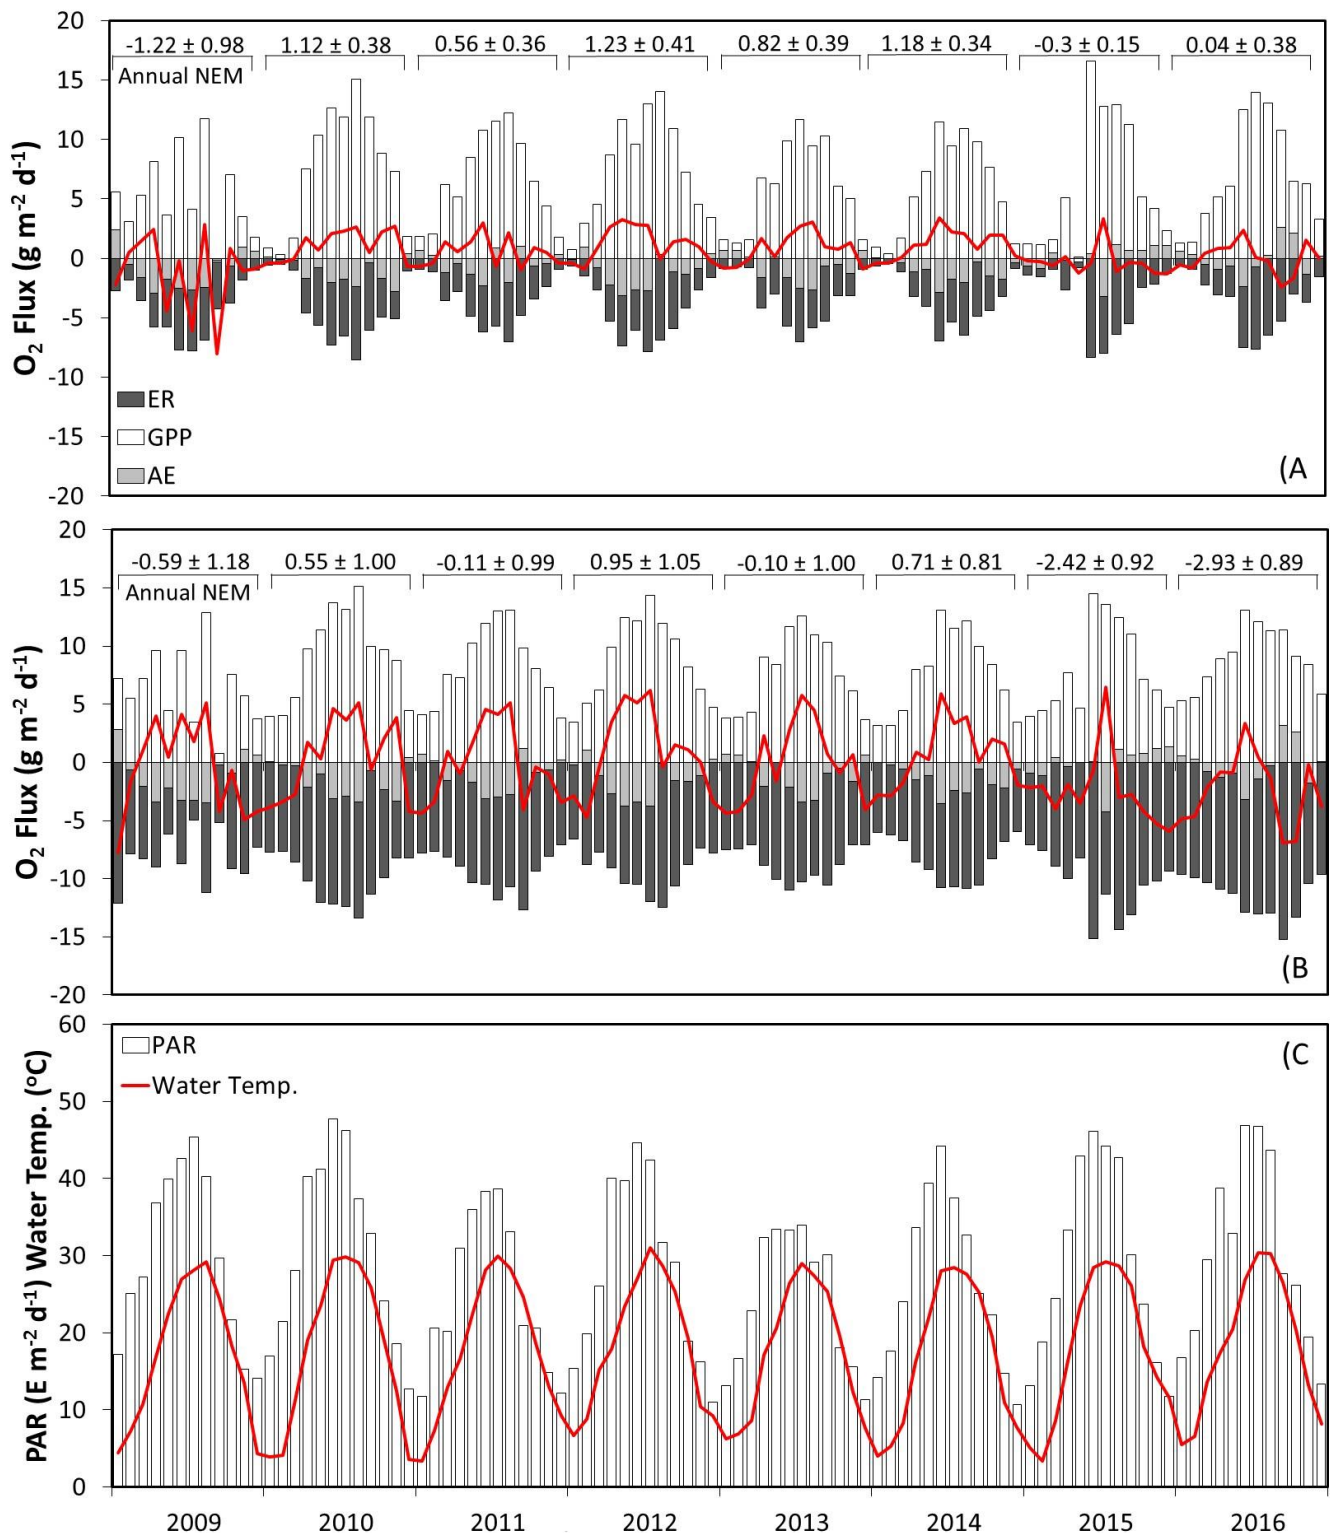 20
-1.22 ± 0.98 1.12 ± 0.38 0.56 ± 0.36 1.23 ± 0.41 0.82 ± 0.39 1.18 ± 0.34 -0.3 ± 0.15 0.04 ± 0.38
Annual NEM
15
10
5
0
-5
-10
-15
-20
O₂ Flux (g m⁻² d⁻¹)
ER
GPP
AE
(A
20
-0.59 ± 1.18 0.55 ± 1.00 -0.11 ± 0.99 0.95 ± 1.05 -0.10 ± 1.00 0.71 ± 0.81 -2.42 ± 0.92 -2.93 ± 0.89
Annual NEM
15
10
5
0
-5
-10
-15
-20
O₂ Flux (g m⁻² d⁻¹)
(B
60
50
40
30
20
10
0
PAR (E m⁻² d⁻¹) Water Temp. (°C)
PAR
Water Temp.
(C
2009 2010 2011 2012 2013 2014 2015 2016